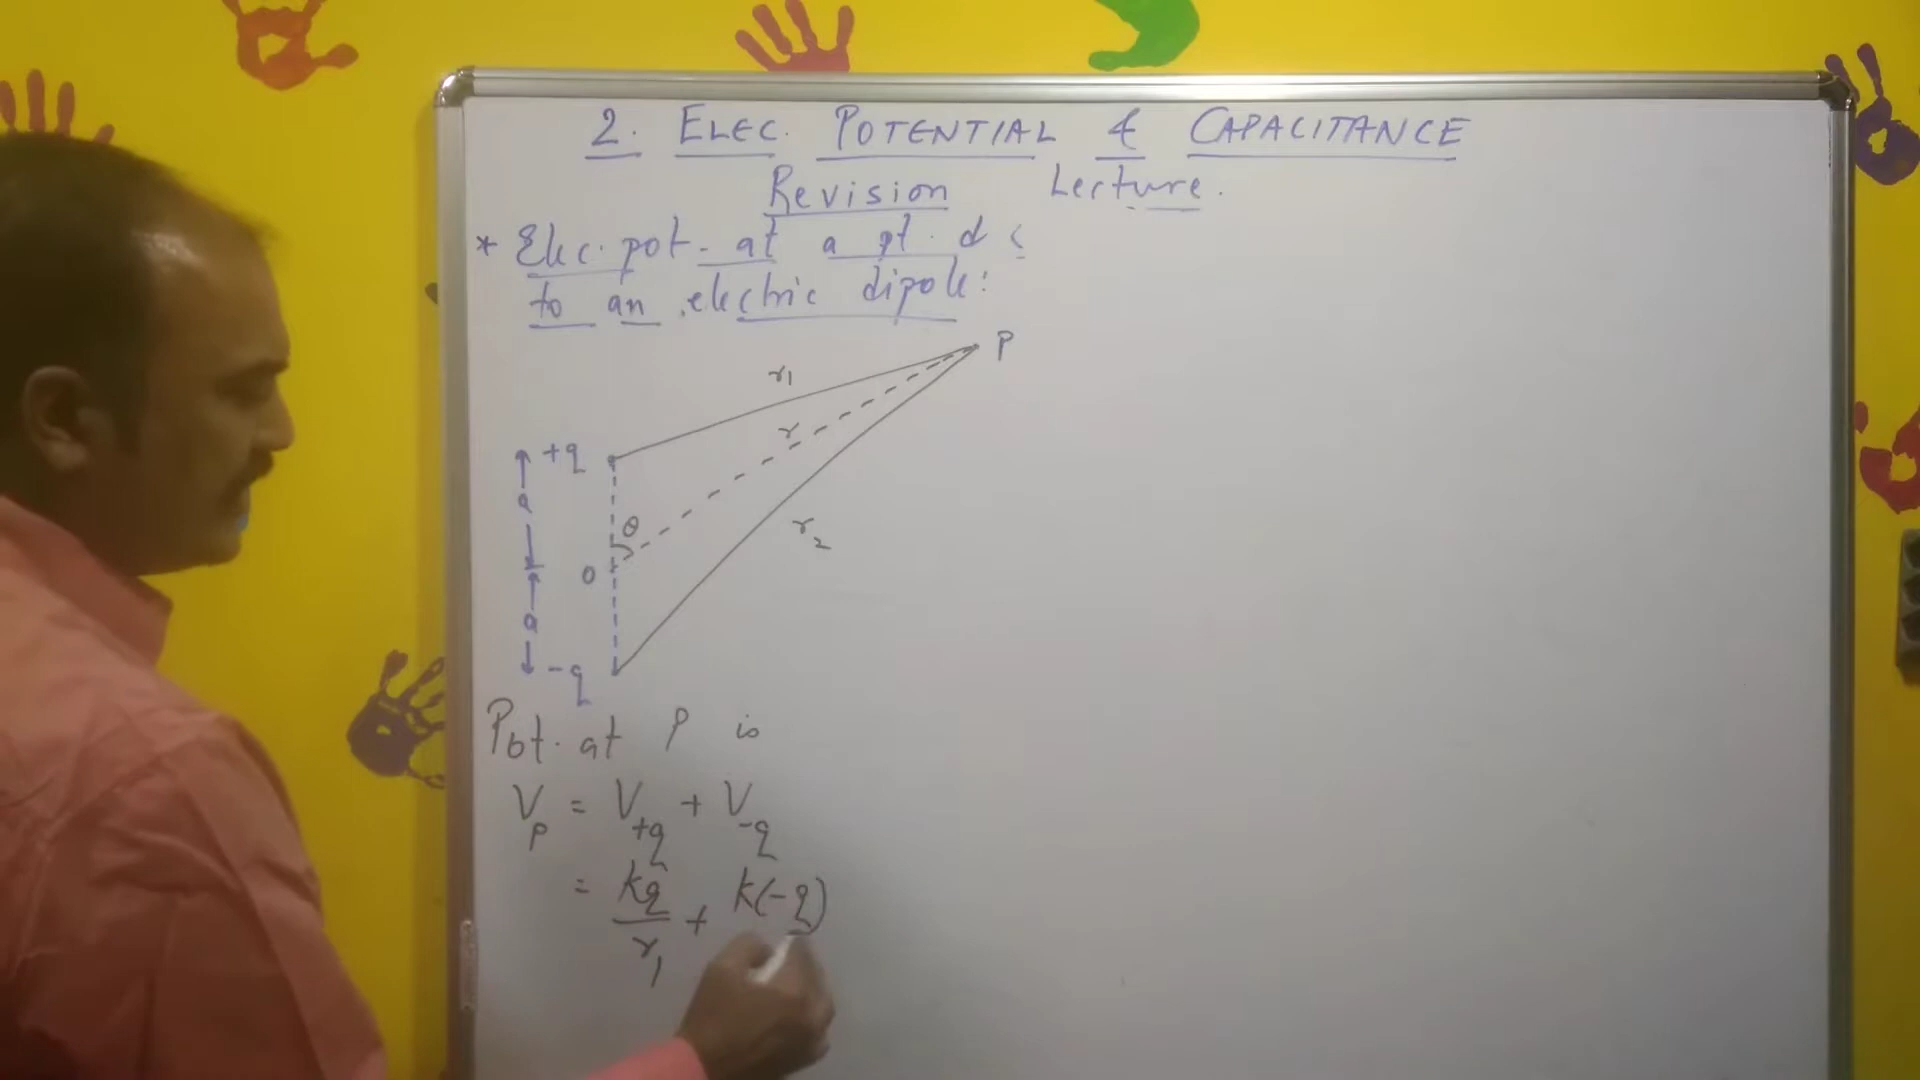 2. ELEC. POTENTIAL & CAPACITANCE
Revision Lecture.
* Elec. pot. at a pt. d
to an electric dipole:
P
r1
r
+q
a
θ
r2
O
a
-q
Pot. at P is
Vp = V+q + V-q
= kq/r1 + k(-q)